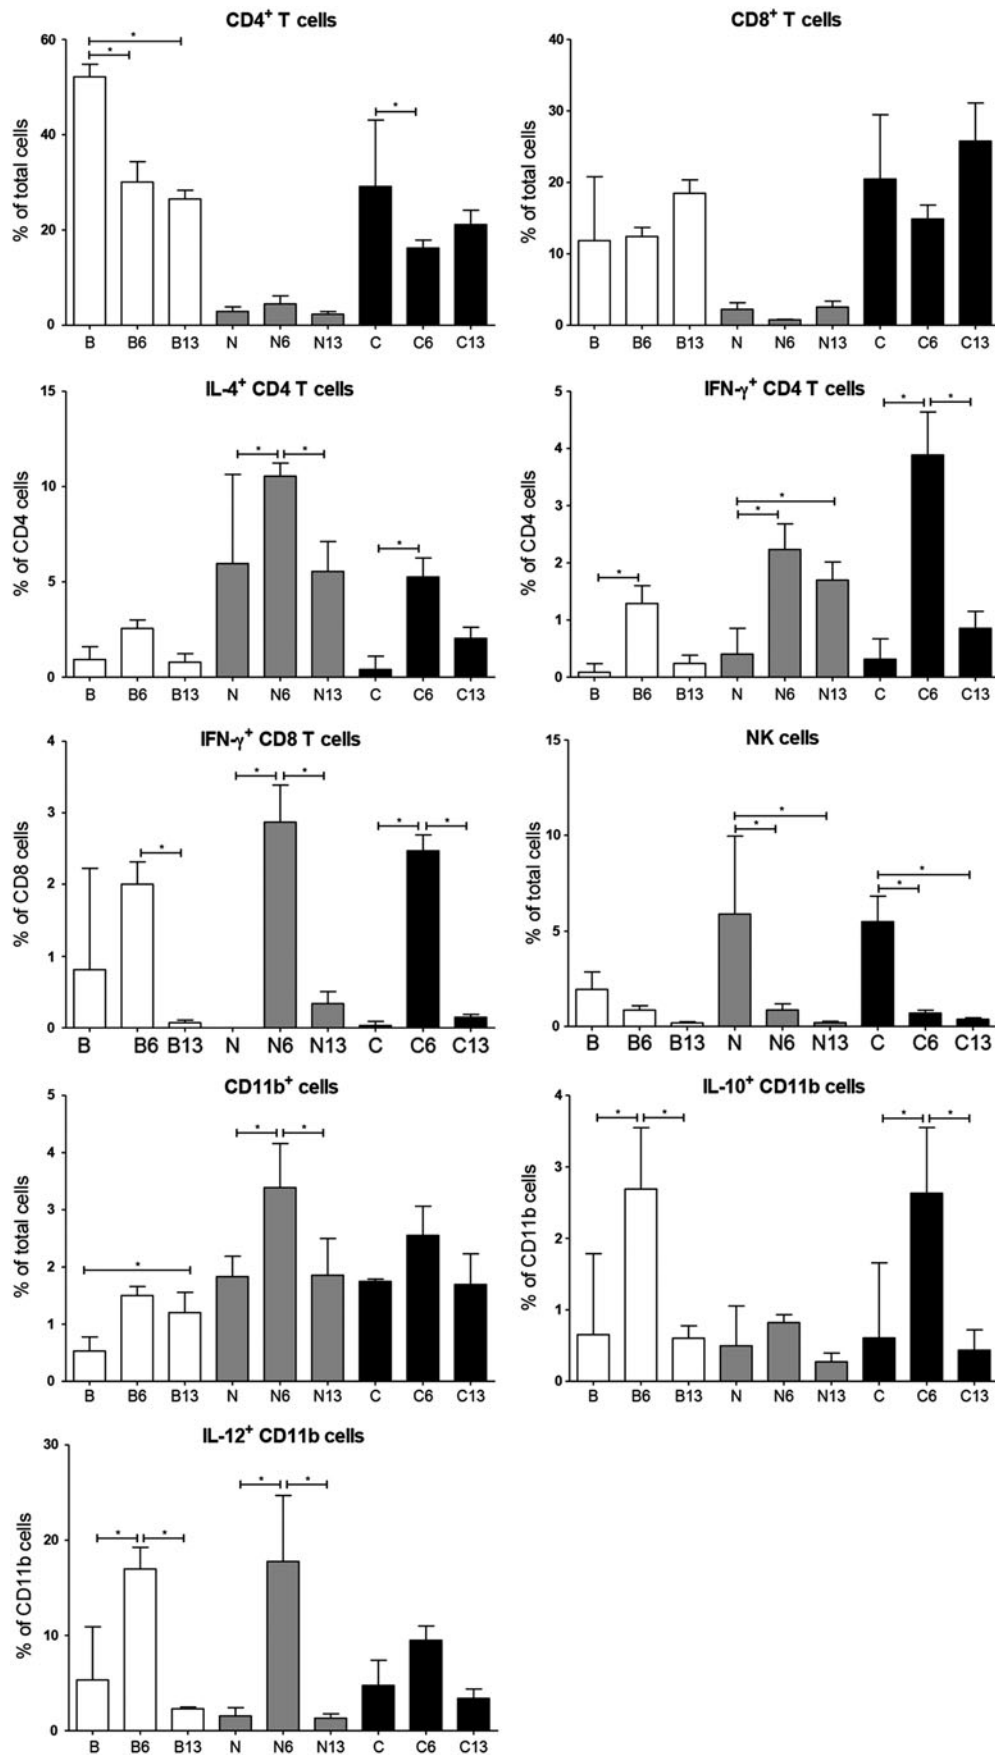 CD4⁺ T cells
% of total cells
60
40
20
0
B B6 B13 N N6 N13 C C6 C13
* * *
CD8⁺ T cells
% of total cells
40
30
20
10
0
B B6 B13 N N6 N13 C C6 C13
IL-4⁺ CD4 T cells
% of CD4 cells
15
10
5
0
B B6 B13 N N6 N13 C C6 C13
* * *
IFN-γ⁺ CD4 T cells
% of CD4 cells
5
4
3
2
1
0
B B6 B13 N N6 N13 C C6 C13
* * * * *
IFN-γ⁺ CD8 T cells
% of CD8 cells
4
3
2
1
0
B B6 B13 N N6 N13 C C6 C13
* * * * *
NK cells
% of total cells
15
10
5
0
B B6 B13 N N6 N13 C C6 C13
* * * *
CD11b⁺ cells
% of total cells
5
4
3
2
1
0
B B6 B13 N N6 N13 C C6 C13
* * *
IL-10⁺ CD11b cells
% of CD11b cells
4
3
2
1
0
B B6 B13 N N6 N13 C C6 C13
* * * *
IL-12⁺ CD11b cells
% of CD11b cells
30
20
10
0
B B6 B13 N N6 N13 C C6 C13
* * * *